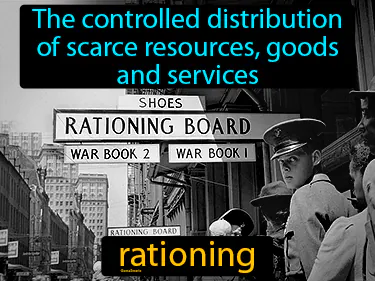 The controlled distribution
of scarce resources, goods
and services
SHOES
RATIONING BOARD
WAR BOOK 2 WAR BOOK 1
RATIONING BOARD
rationing